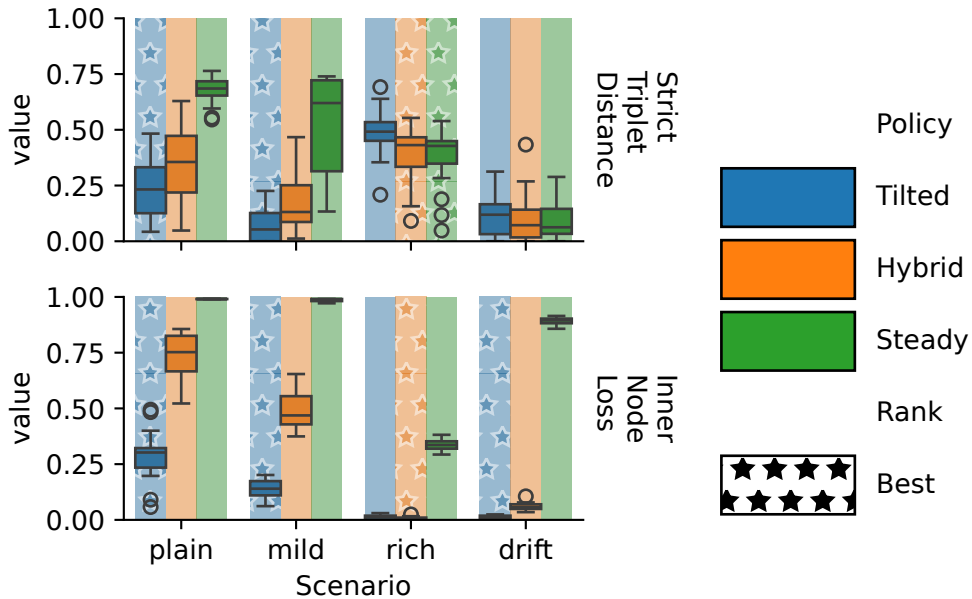 1.00
0.75
0.50
0.25
0.00
value
Strict
Triplet
Distance
1.00
0.75
0.50
0.25
0.00
value
Inner
Node
Loss
plain
mild
rich
drift
Scenario
Policy
Tilted
Hybrid
Steady
Rank
Best